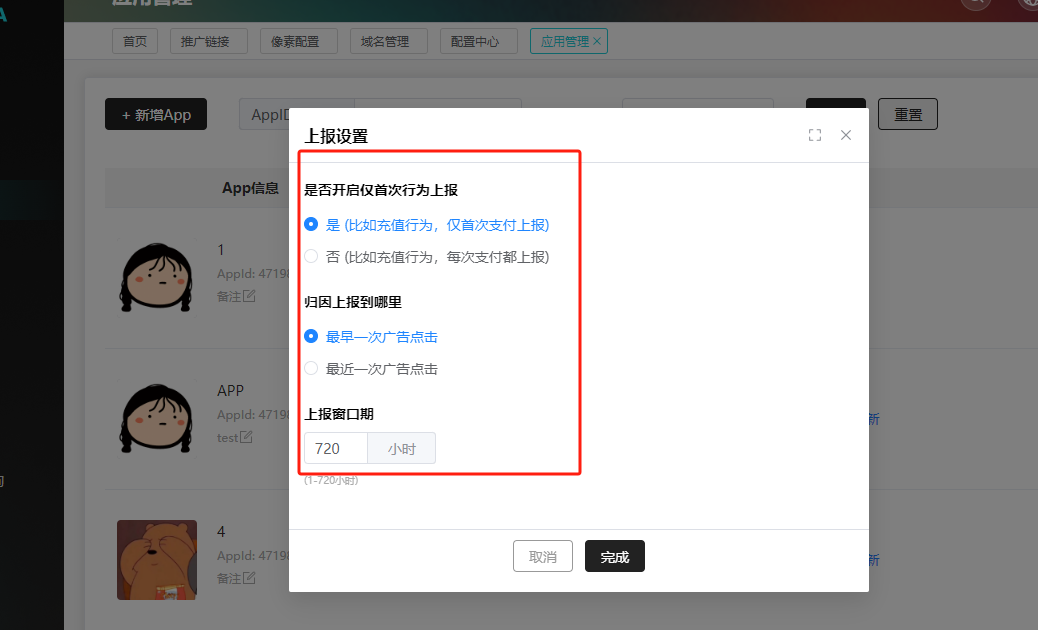 应用管理
首页 推广链接 像素配置 域名管理 配置中心 应用管理 ×
+ 新增App AppID 重置
上报设置
App信息
是否开启仅首次行为上报
是 (比如充值行为，仅首次支付上报)
否 (比如充值行为，每次支付都上报)
1
AppId: 47198
备注
归因上报到哪里
最早一次广告点击
最近一次广告点击
APP
AppId: 47198
test
新
上报窗口期
720 小时
(1-720小时)
4
AppId: 47198
备注
新
取消 完成